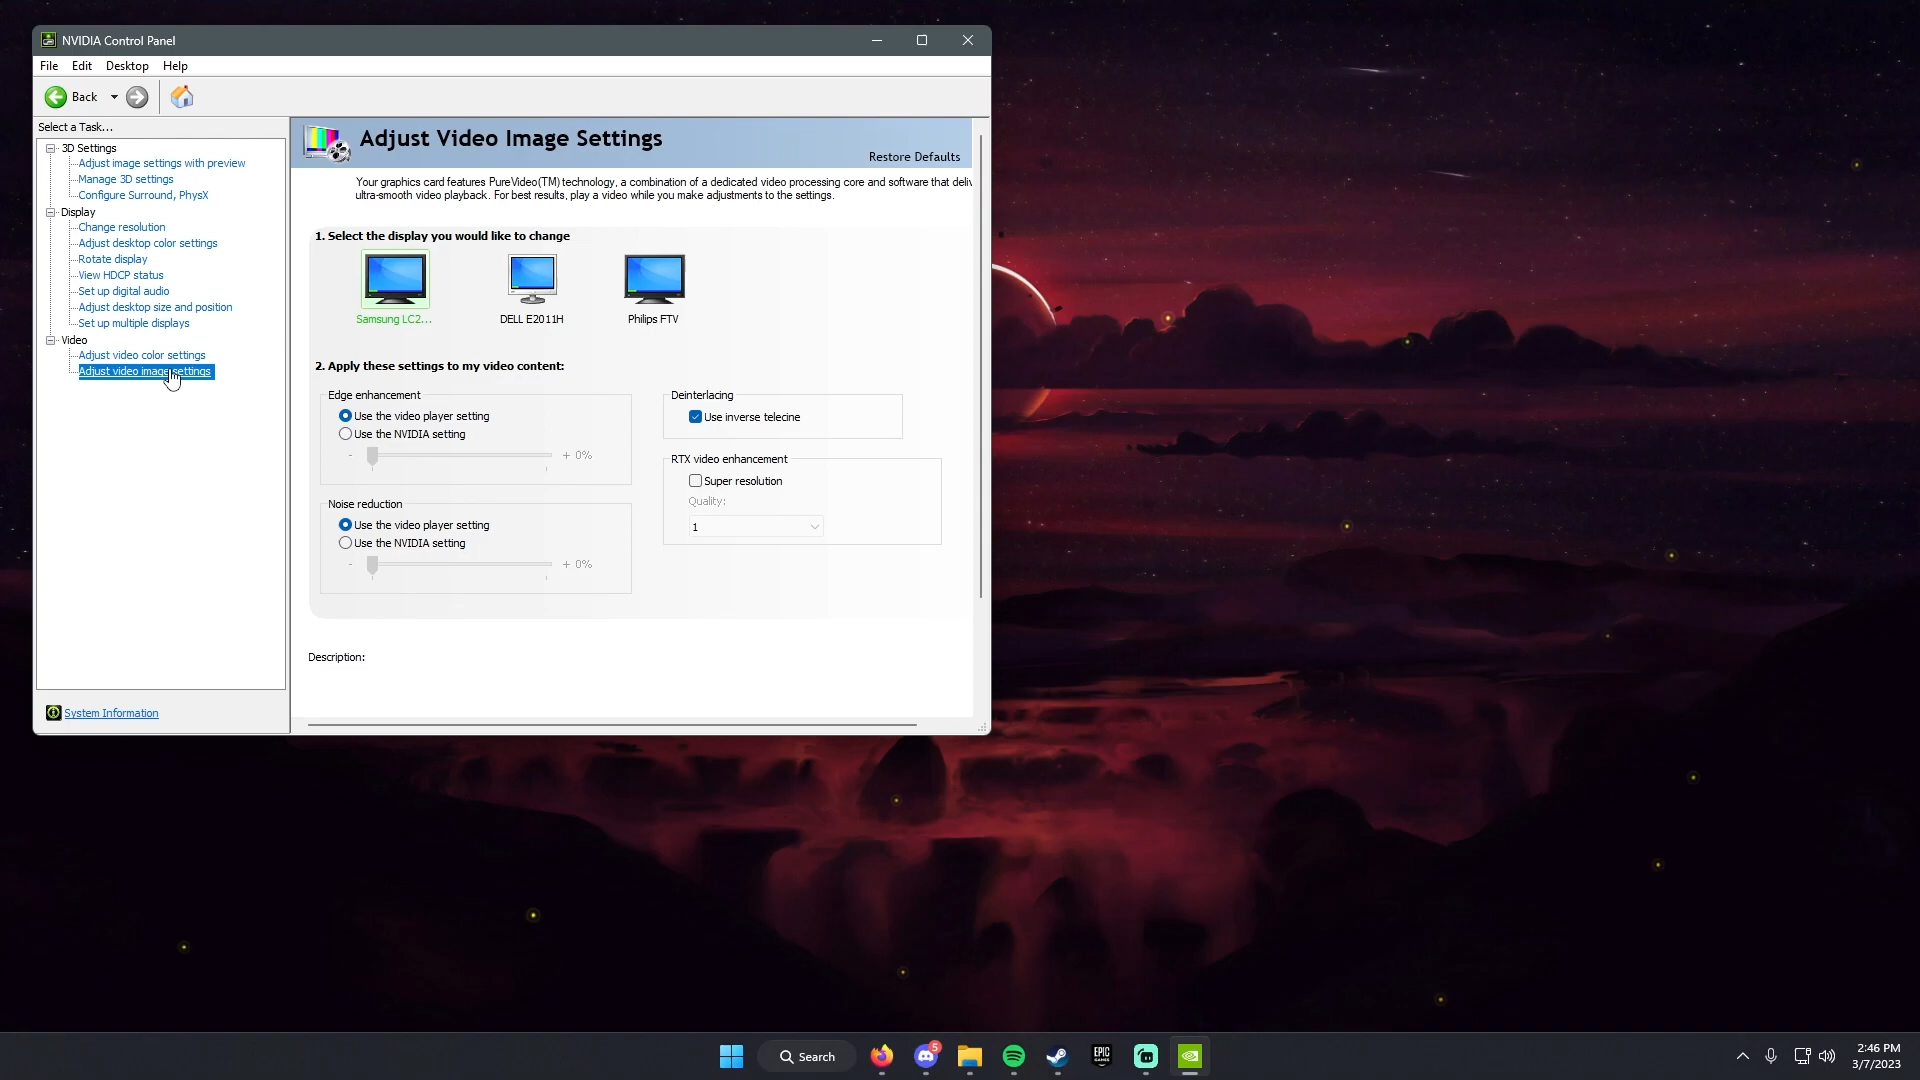 NVIDIA Control Panel
File Edit Desktop Help
Back
Select a Task...
3D Settings
Adjust image settings with preview
Manage 3D settings
Configure Surround, PhysX
Display
Change resolution
Adjust desktop color settings
Rotate display
View HDCP status
Set up digital audio
Adjust desktop size and position
Set up multiple displays
Video
Adjust video color settings
Adjust video image settings
System Information
Adjust Video Image Settings
Restore Defaults
Your graphics card features PureVideo(TM) technology, a combination of a dedicated video processing core and software that deliv
ultra-smooth video playback. For best results, play a video while you make adjustments to the settings.
1. Select the display you would like to change
Samsung LC2... DELL E2011H Philips FTV
2. Apply these settings to my video content:
Edge enhancement
Use the video player setting
Use the NVIDIA setting
- + 0%
Noise reduction
Use the video player setting
Use the NVIDIA setting
- + 0%
Deinterlacing
Use inverse telecine
RTX video enhancement
Super resolution
Quality:
1
Description:
Search
5
EPIC
GAMES
2:46 PM
3/7/2023